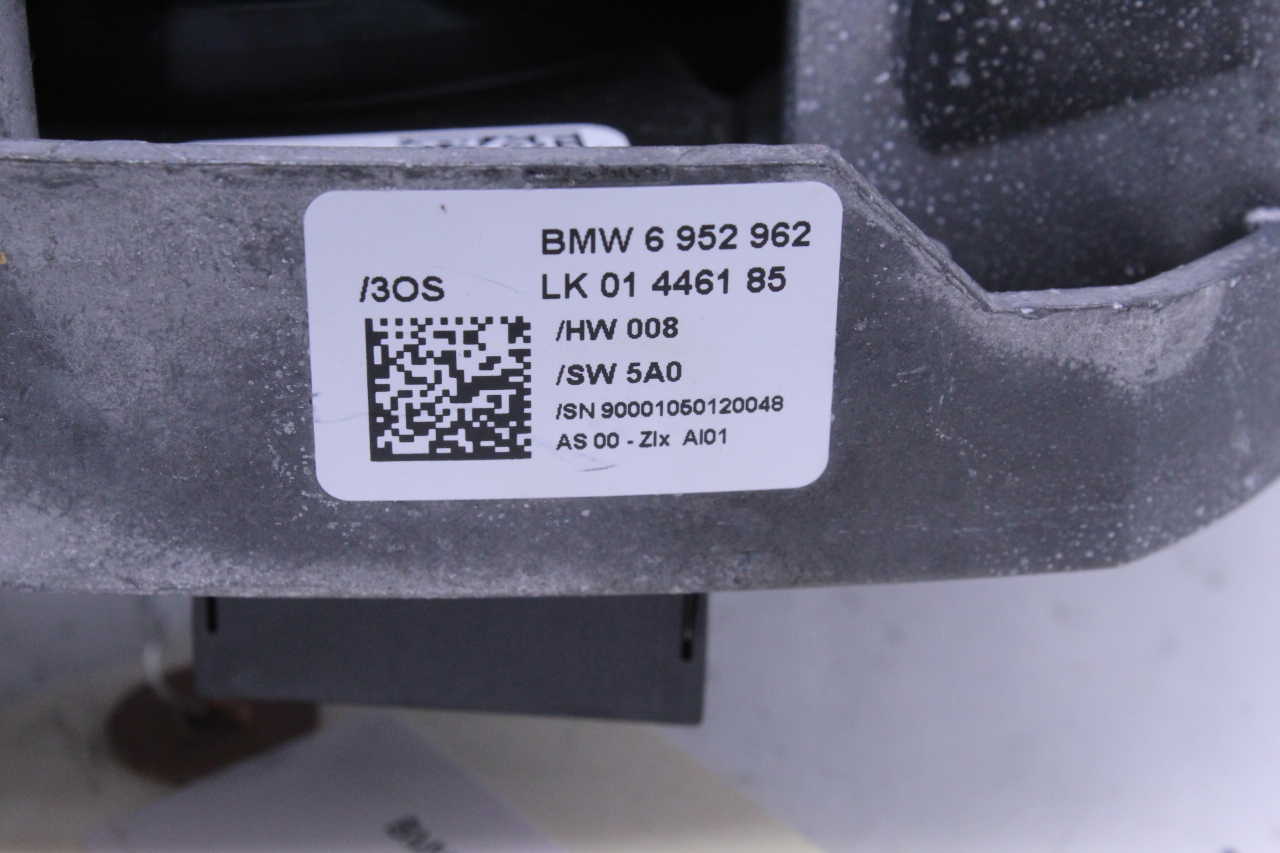 BMW 6 952 962
/3OS LK 01 4461 85
/HW 008
/SW 5A0
/SN 90001050120048
AS 00 - ZIx AI01